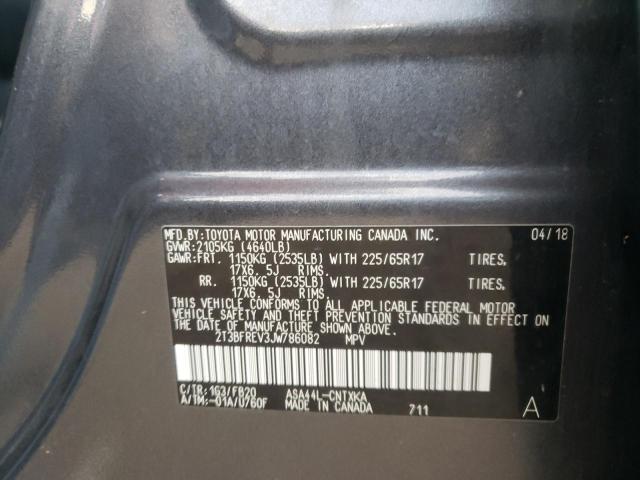 MFD.BY:TOYOTA MOTOR MANUFACTURING CANADA INC. 04/18
GVWR:2105KG (4640LB)
GAWR:FRT. 1150KG (2535LB) WITH 225/65R17 TIRES.
17X6.5J RIMS.
RR. 1150KG (2535LB) WITH 225/65R17 TIRES.
17X6.5J RIMS.
THIS VEHICLE CONFORMS TO ALL APPLICABLE FEDERAL MOTOR
VEHICLE SAFETY AND THEFT PREVENTION STANDARDS IN EFFECT ON
THE DATE OF MANUFACTURE SHOWN ABOVE.
2T3BFREV3JW786082 MPV
C/TR:1G3/FB20 ASA44L-CNTXKA
A/TM:-01A/U760F MADE IN CANADA 711 A